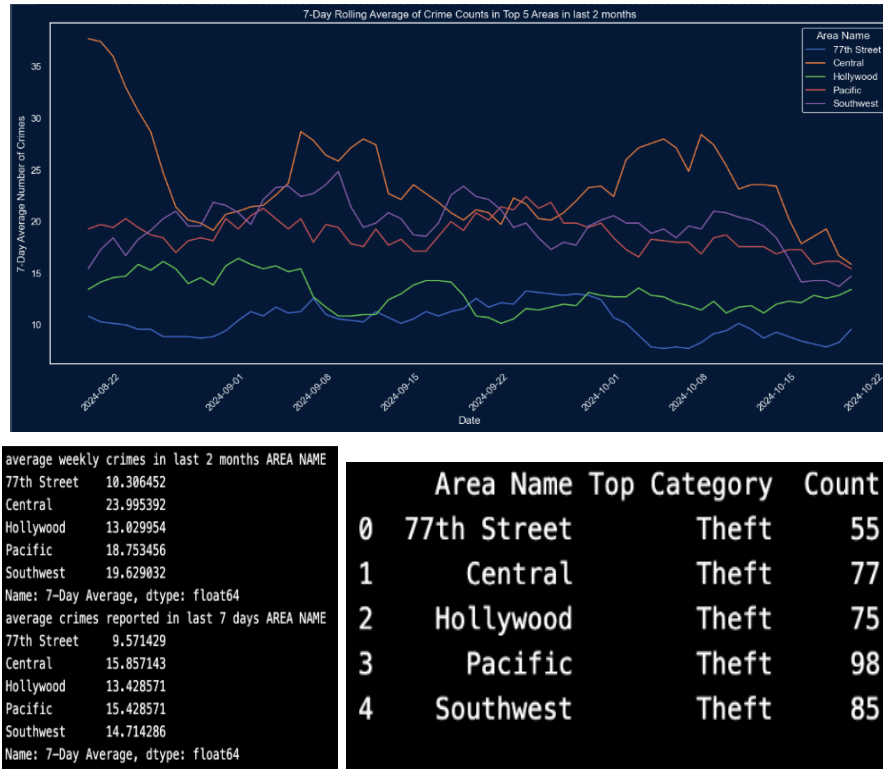 7-Day Rolling Average of Crime Counts in Top 5 Areas in last 2 months
Area Name
77th Street
Central
Hollywood
Pacific
Southwest
7-Day Average Number of Crimes
35
30
25
20
15
10
2024-08-22
2024-09-01
2024-09-08
2024-09-15
2024-09-22
2024-10-01
2024-10-08
2024-10-15
2024-10-22
Date
average weekly crimes in last 2 months AREA NAME
77th Street 10.306452
Central 23.995392
Hollywood 13.029954
Pacific 18.753456
Southwest 19.629032
Name: 7-Day Average, dtype: float64
average crimes reported in last 7 days AREA NAME
77th Street 9.571429
Central 15.857143
Hollywood 13.428571
Pacific 15.428571
Southwest 14.714286
Name: 7-Day Average, dtype: float64
Area Name Top Category Count
0 77th Street Theft 55
1 Central Theft 77
2 Hollywood Theft 75
3 Pacific Theft 98
4 Southwest Theft 85